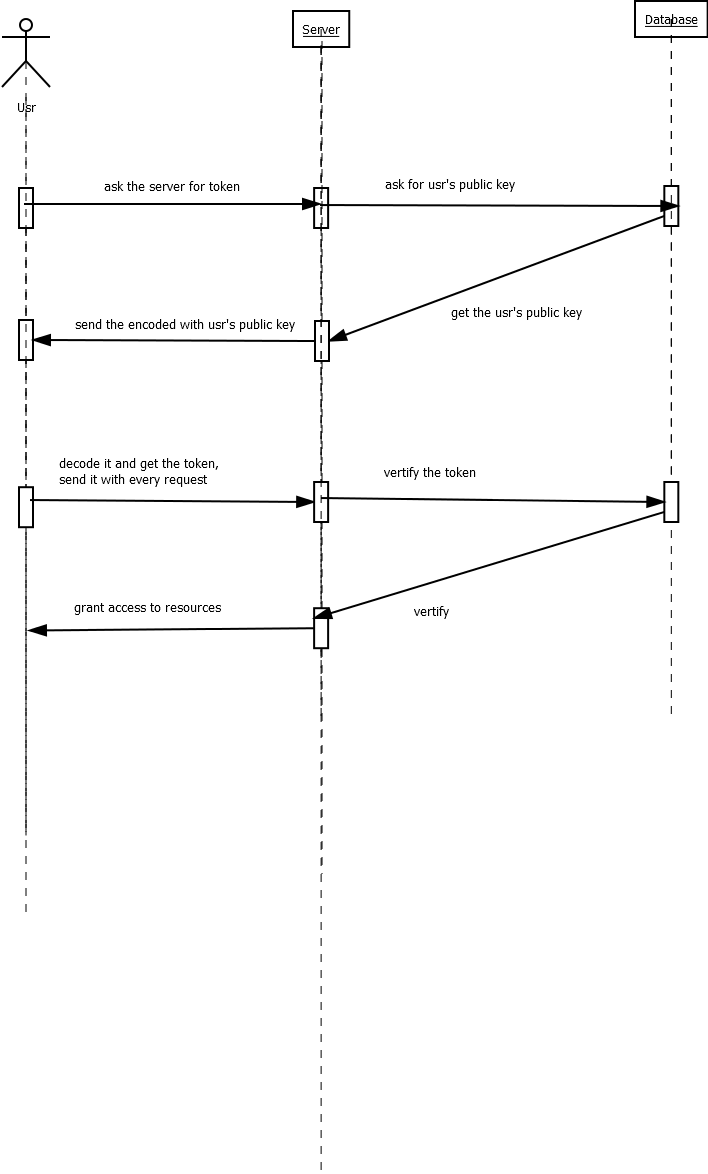 Usr
Server
Database
ask the server for token
ask for usr's public key
get the usr's public key
send the encoded with usr's public key
decode it and get the token,
send it with every request
vertify the token
vertify
grant access to resources